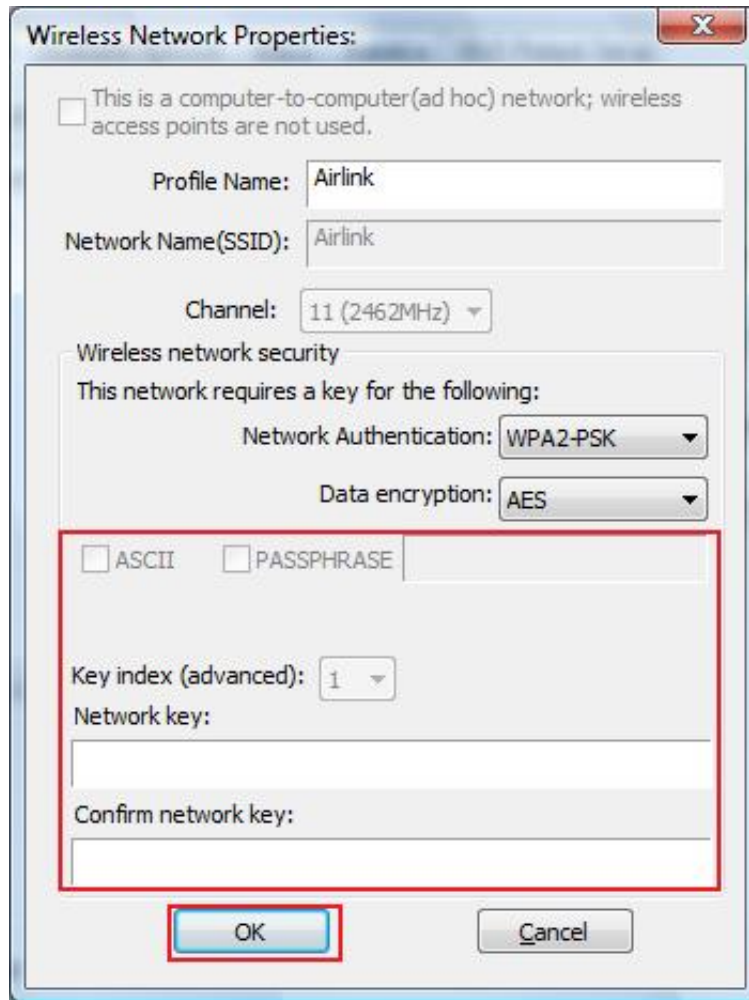 Wireless Network Properties:
This is a computer-to-computer(ad hoc) network; wireless
access points are not used.
Profile Name: Airlink
Network Name(SSID): Airlink
Channel: 11 (2462MHz)
Wireless network security
This network requires a key for the following:
Network Authentication: WPA2-PSK
Data encryption: AES
ASCII PASSPHRASE
Key index (advanced): 1
Network key:
Confirm network key:
OK Cancel